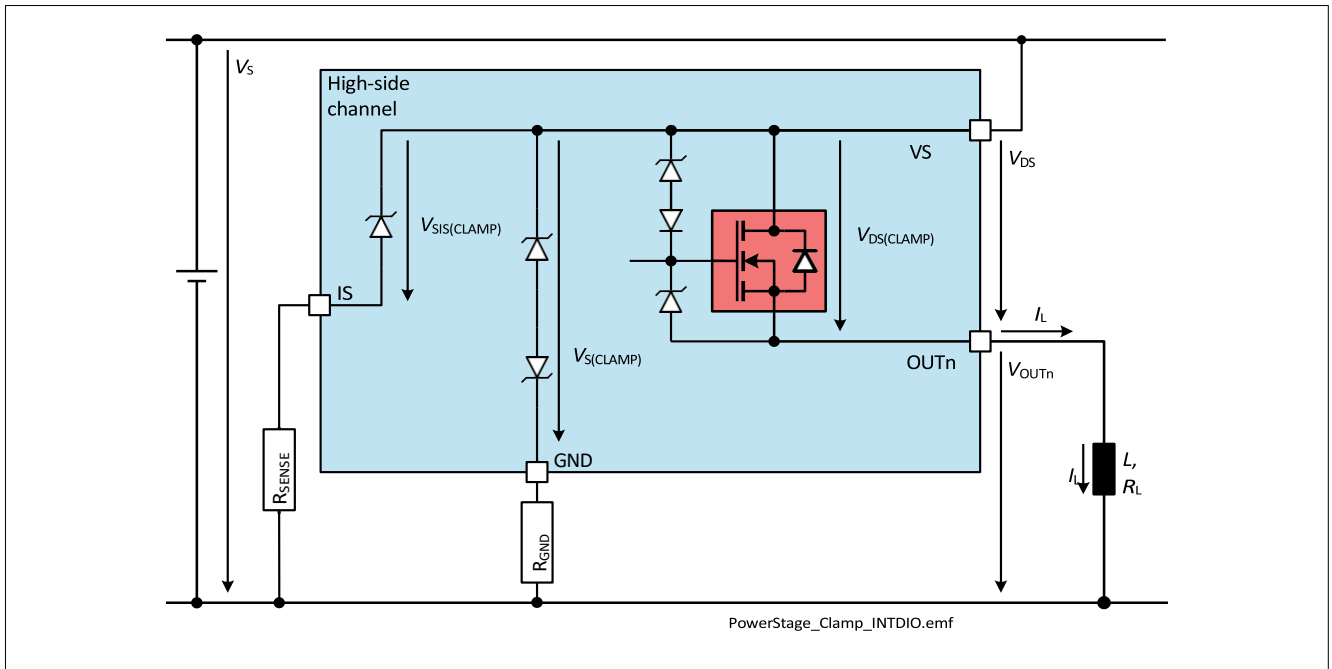 VS
High-side
channel
VS
VDS
VSIS(CLAMP)
VDS(CLAMP)
IS
IL
VS(CLAMP)
OUTn
VOUTn
GND
RSENSE
IL
L,
RL
RGND
PowerStage_Clamp_INTDIO.emf